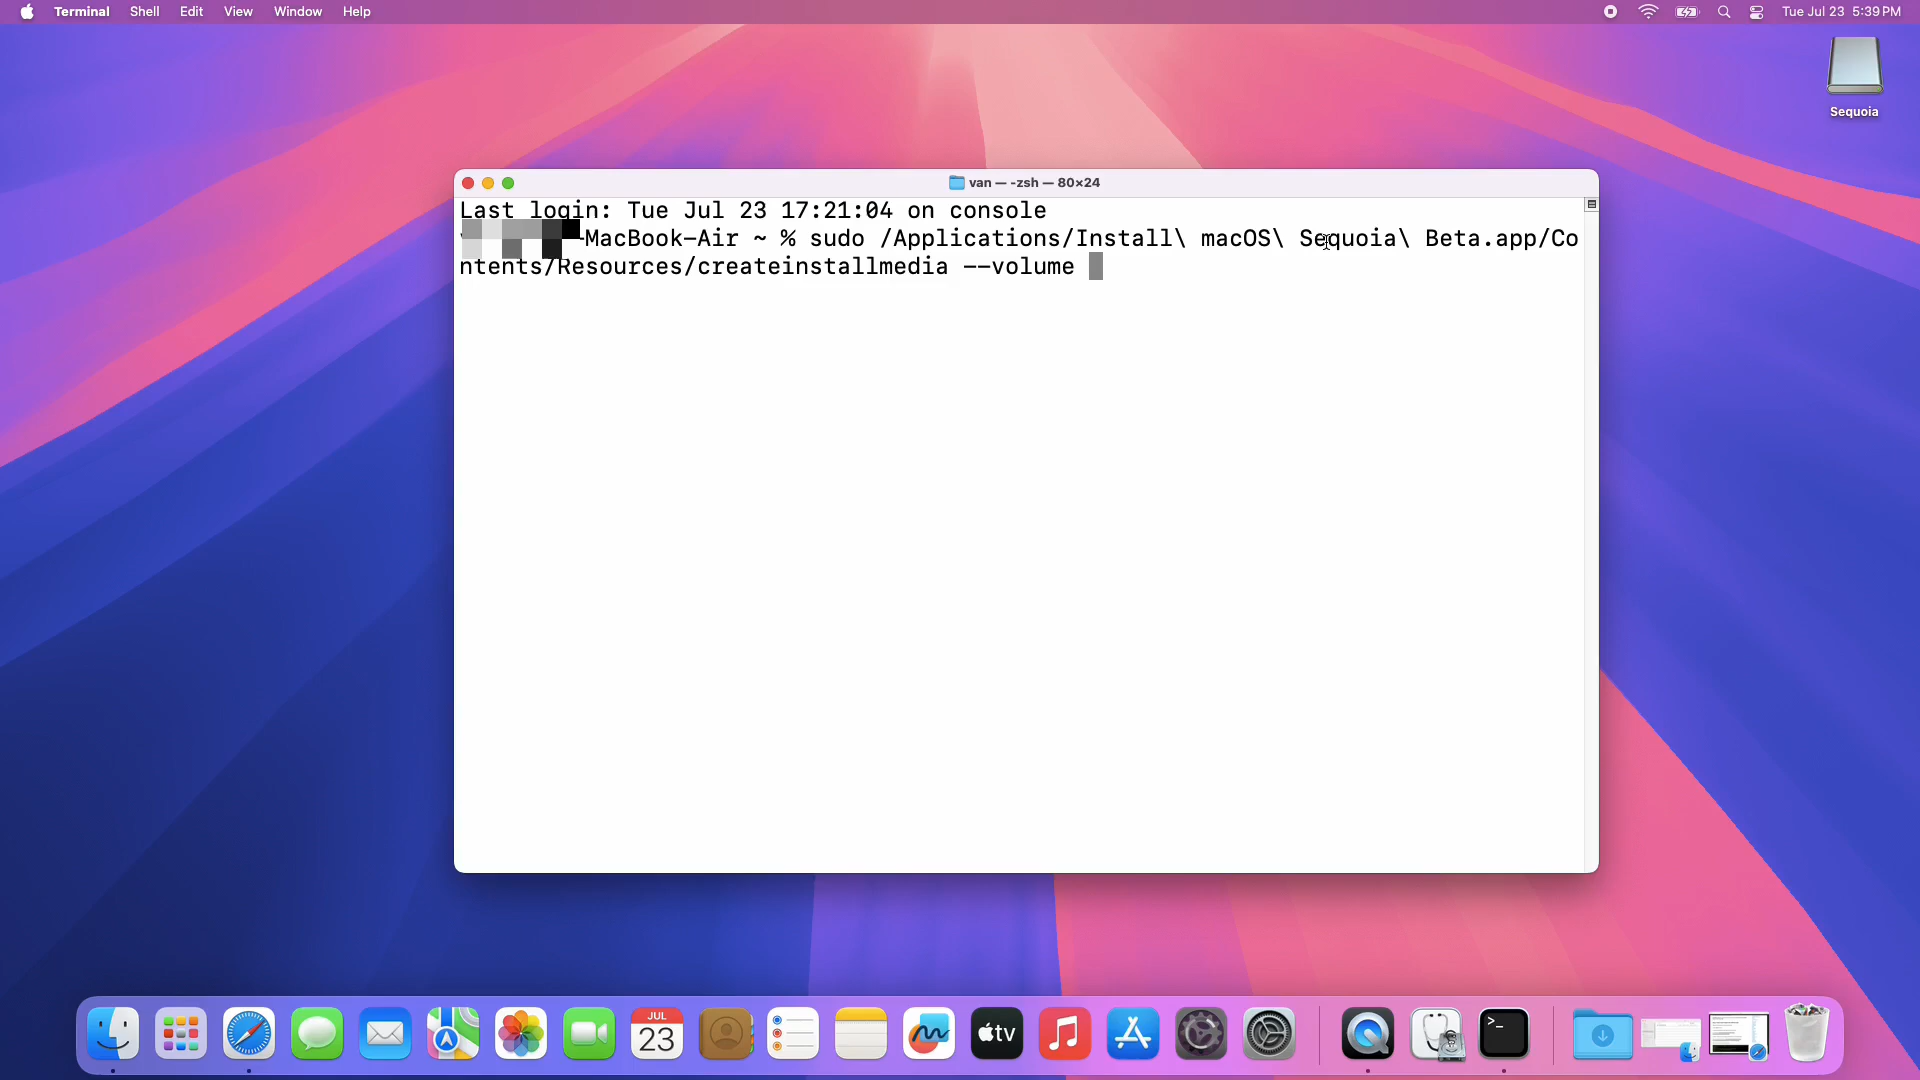 Terminal Shell Edit View Window Help Tue Jul 23 5:39 PM
Sequoia
van — -zsh — 80×24
Last login: Tue Jul 23 17:21:04 on console
-MacBook-Air ~ % sudo /Applications/Install\ macOS\ Sequoia\ Beta.app/Co
ntents/Resources/createinstallmedia --volume
JUL
23
tv
>_